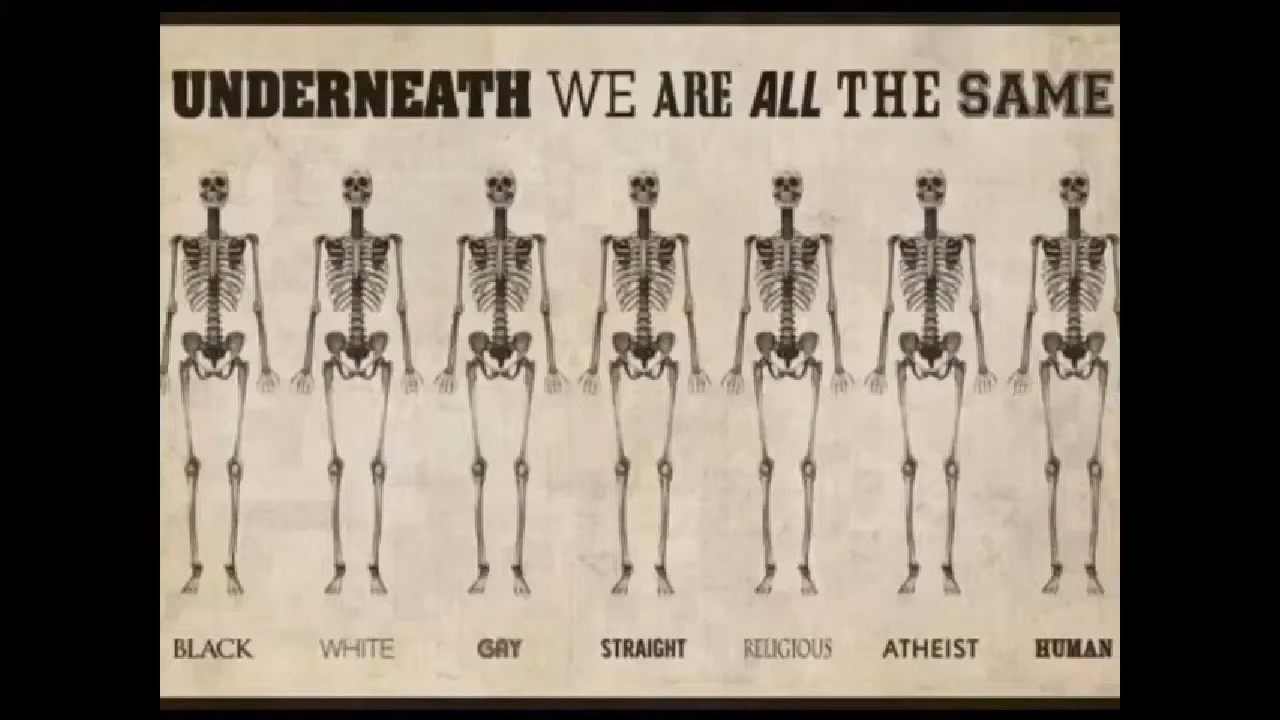 UNDERNEATH WE ARE ALL THE SAME
BLACK WHITE GAY STRAIGHT RELIGIOUS ATHEIST HUMAN